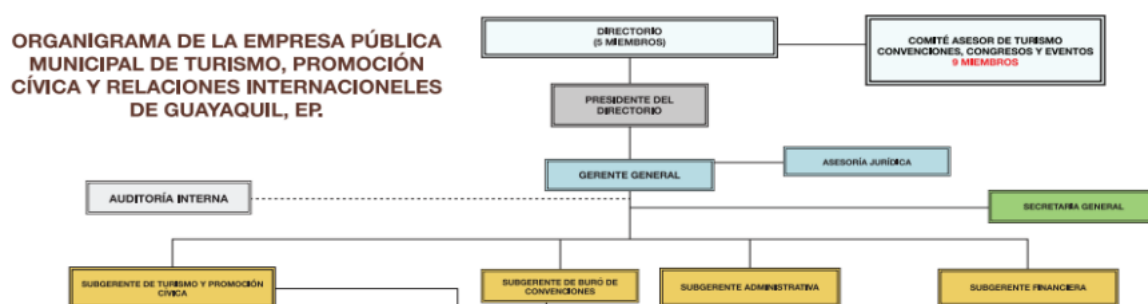 ORGANIGRAMA DE LA EMPRESA PÚBLICA
MUNICIPAL DE TURISMO, PROMOCIÓN
CÍVICA Y RELACIONES INTERNACIONELES
DE GUAYAQUIL, EP.
DIRECTORIO
(5 MIEMBROS)
COMITÉ ASESOR DE TURISMO
CONVENCIONES, CONGRESOS Y EVENTOS
9 MIEMBROS
PRESIDENTE DEL
DIRECTORIO
GERENTE GENERAL
ASESORÍA JURÍDICA
AUDITORÍA INTERNA
SECRETARÍA GENERAL
SUBGERENTE DE TURISMO Y PROMOCIÓN
CÍVICA
SUBGERENTE DE BURÓ DE
CONVENCIONES
SUBGERENTE ADMINISTRATIVA
SUBGERENTE FINANCIERA